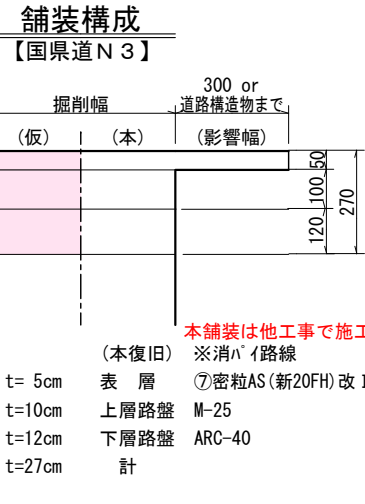 舗装構成
【国県道Ｎ３】
300 or
掘削幅 道路構造物まで
(仮) (本) (影響幅)
50
100
120
270
本舗装は他工事で施工
(本復旧) ※消パイ路線
t= 5cm 表 層 ⑦密粒AS(新20FH)改
t=10cm 上層路盤 M-25
t=12cm 下層路盤 ARC-40
t=27cm 計